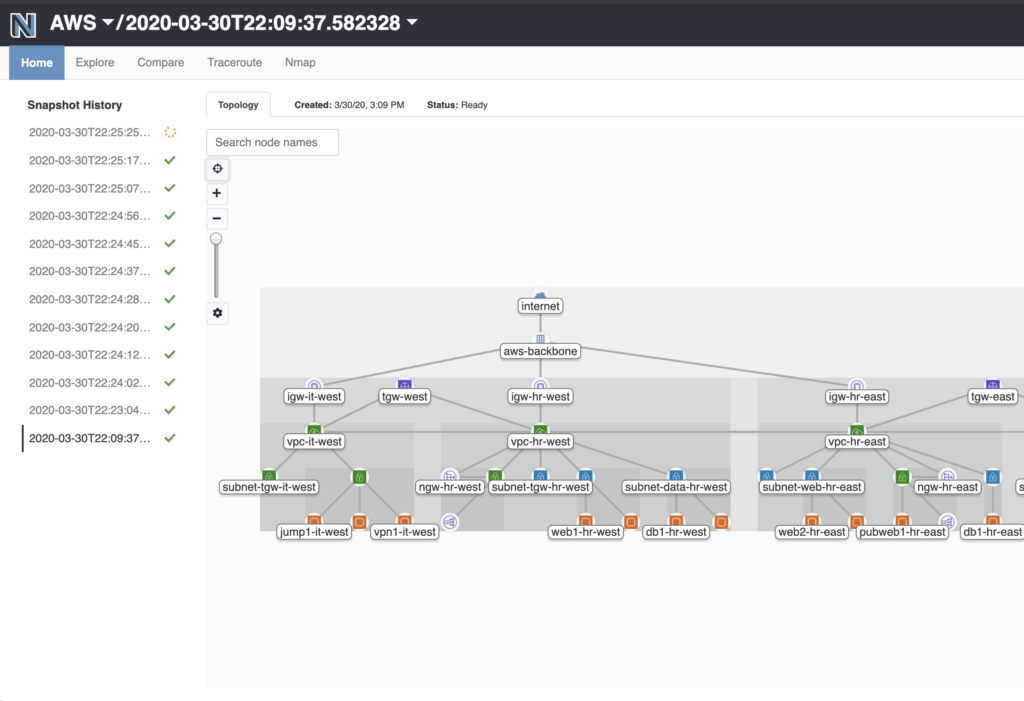 N AWS /2020-03-30T22:09:37.582328
Home Explore Compare Traceroute Nmap
Snapshot History
2020-03-30T22:25:25...
2020-03-30T22:25:17...
2020-03-30T22:25:07...
2020-03-30T22:24:56...
2020-03-30T22:24:45...
2020-03-30T22:24:37...
2020-03-30T22:24:28...
2020-03-30T22:24:20...
2020-03-30T22:24:12...
2020-03-30T22:24:02...
2020-03-30T22:23:04...
2020-03-30T22:09:37...
Topology Created: 3/30/20, 3:09 PM Status: Ready
Search node names
internet
aws-backbone
igw-it-west tgw-west igw-hr-west igw-hr-east tgw-east
vpc-it-west vpc-hr-west vpc-hr-east
subnet-tgw-it-west ngw-hr-west subnet-tgw-hr-west subnet-data-hr-west subnet-web-hr-east ngw-hr-east s
jump1-it-west vpn1-it-west web1-hr-west db1-hr-west web2-hr-east pubweb1-hr-east db1-hr-east